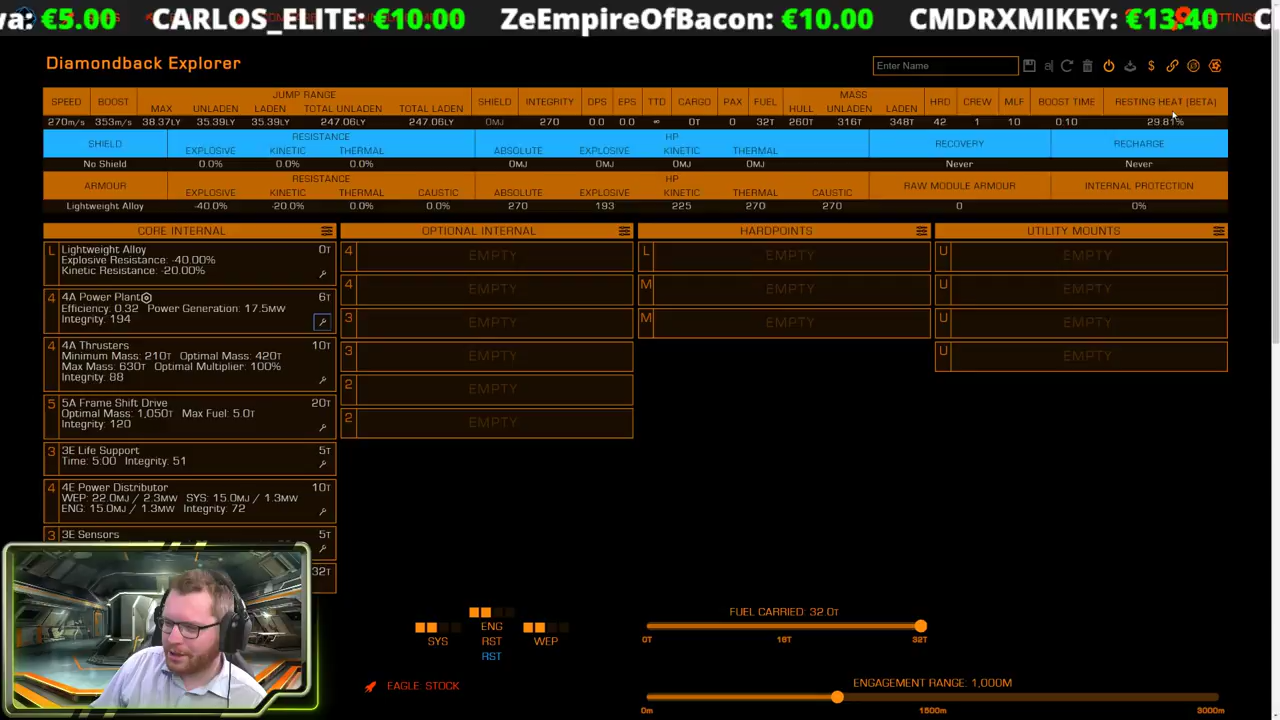 va: €5.00 CARLOS_ELITE: €10.00 ZeEmpireOfBacon: €10.00 CMDRXMIKEY: €13.40 C
Diamondback Explorer
Enter Name
SPEED BOOST JUMP RANGE SHIELD INTEGRITY DPS EPS TTD CARGO PAX FUEL MASS HRD CREW MLF BOOST TIME RESTING HEAT (BETA)
MAX UNLADEN LADEN TOTAL UNLADEN TOTAL LADEN HULL UNLADEN LADEN
270m/s 353m/s 38.37LY 35.39LY 35.39LY 247.06LY 247.06LY 0MJ 270 0.0 0.0 ∞ 0T 0 32T 260T 316T 348T 42 1 10 0.10 29.81%
SHIELD RESISTANCE HP RECOVERY RECHARGE
EXPLOSIVE KINETIC THERMAL ABSOLUTE EXPLOSIVE KINETIC THERMAL
No Shield 0.0% 0.0% 0.0% 0MJ 0MJ 0MJ 0MJ Never Never
ARMOUR RESISTANCE HP RAW MODULE ARMOUR INTERNAL PROTECTION
EXPLOSIVE KINETIC THERMAL CAUSTIC ABSOLUTE EXPLOSIVE KINETIC THERMAL CAUSTIC
Lightweight Alloy -40.0% -20.0% 0.0% 0.0% 270 193 225 270 270 0 0%
CORE INTERNAL
L Lightweight Alloy 0T
Explosive Resistance: -40.00%
Kinetic Resistance: -20.00%
4 4A Power Plant 6T
Efficiency: 0.32 Power Generation: 17.5MW
Integrity: 194
4 4A Thrusters 10T
Minimum Mass: 210T Optimal Mass: 420T
Max Mass: 630T Optimal Multiplier: 100%
Integrity: 88
5 5A Frame Shift Drive 20T
Optimal Mass: 1,050T Max Fuel: 5.0T
Integrity: 120
3 3E Life Support 5T
Time: 5:00 Integrity: 51
4 4E Power Distributor 10T
WEP: 22.0MJ / 2.3MW SYS: 15.0MJ / 1.3MW
ENG: 15.0MJ / 1.3MW Integrity: 72
3 3E Sensors 5T
32T
OPTIONAL INTERNAL
4 EMPTY
4 EMPTY
3 EMPTY
3 EMPTY
2 EMPTY
2 EMPTY
HARDPOINTS
L EMPTY
M EMPTY
M EMPTY
UTILITY MOUNTS
U EMPTY
U EMPTY
U EMPTY
U EMPTY
SYS ENG WEP
RST
RST
EAGLE STOCK
FUEL CARRIED: 32.0T
0T 16T 32T
ENGAGEMENT RANGE: 1,000M
0m 1500m 3000m